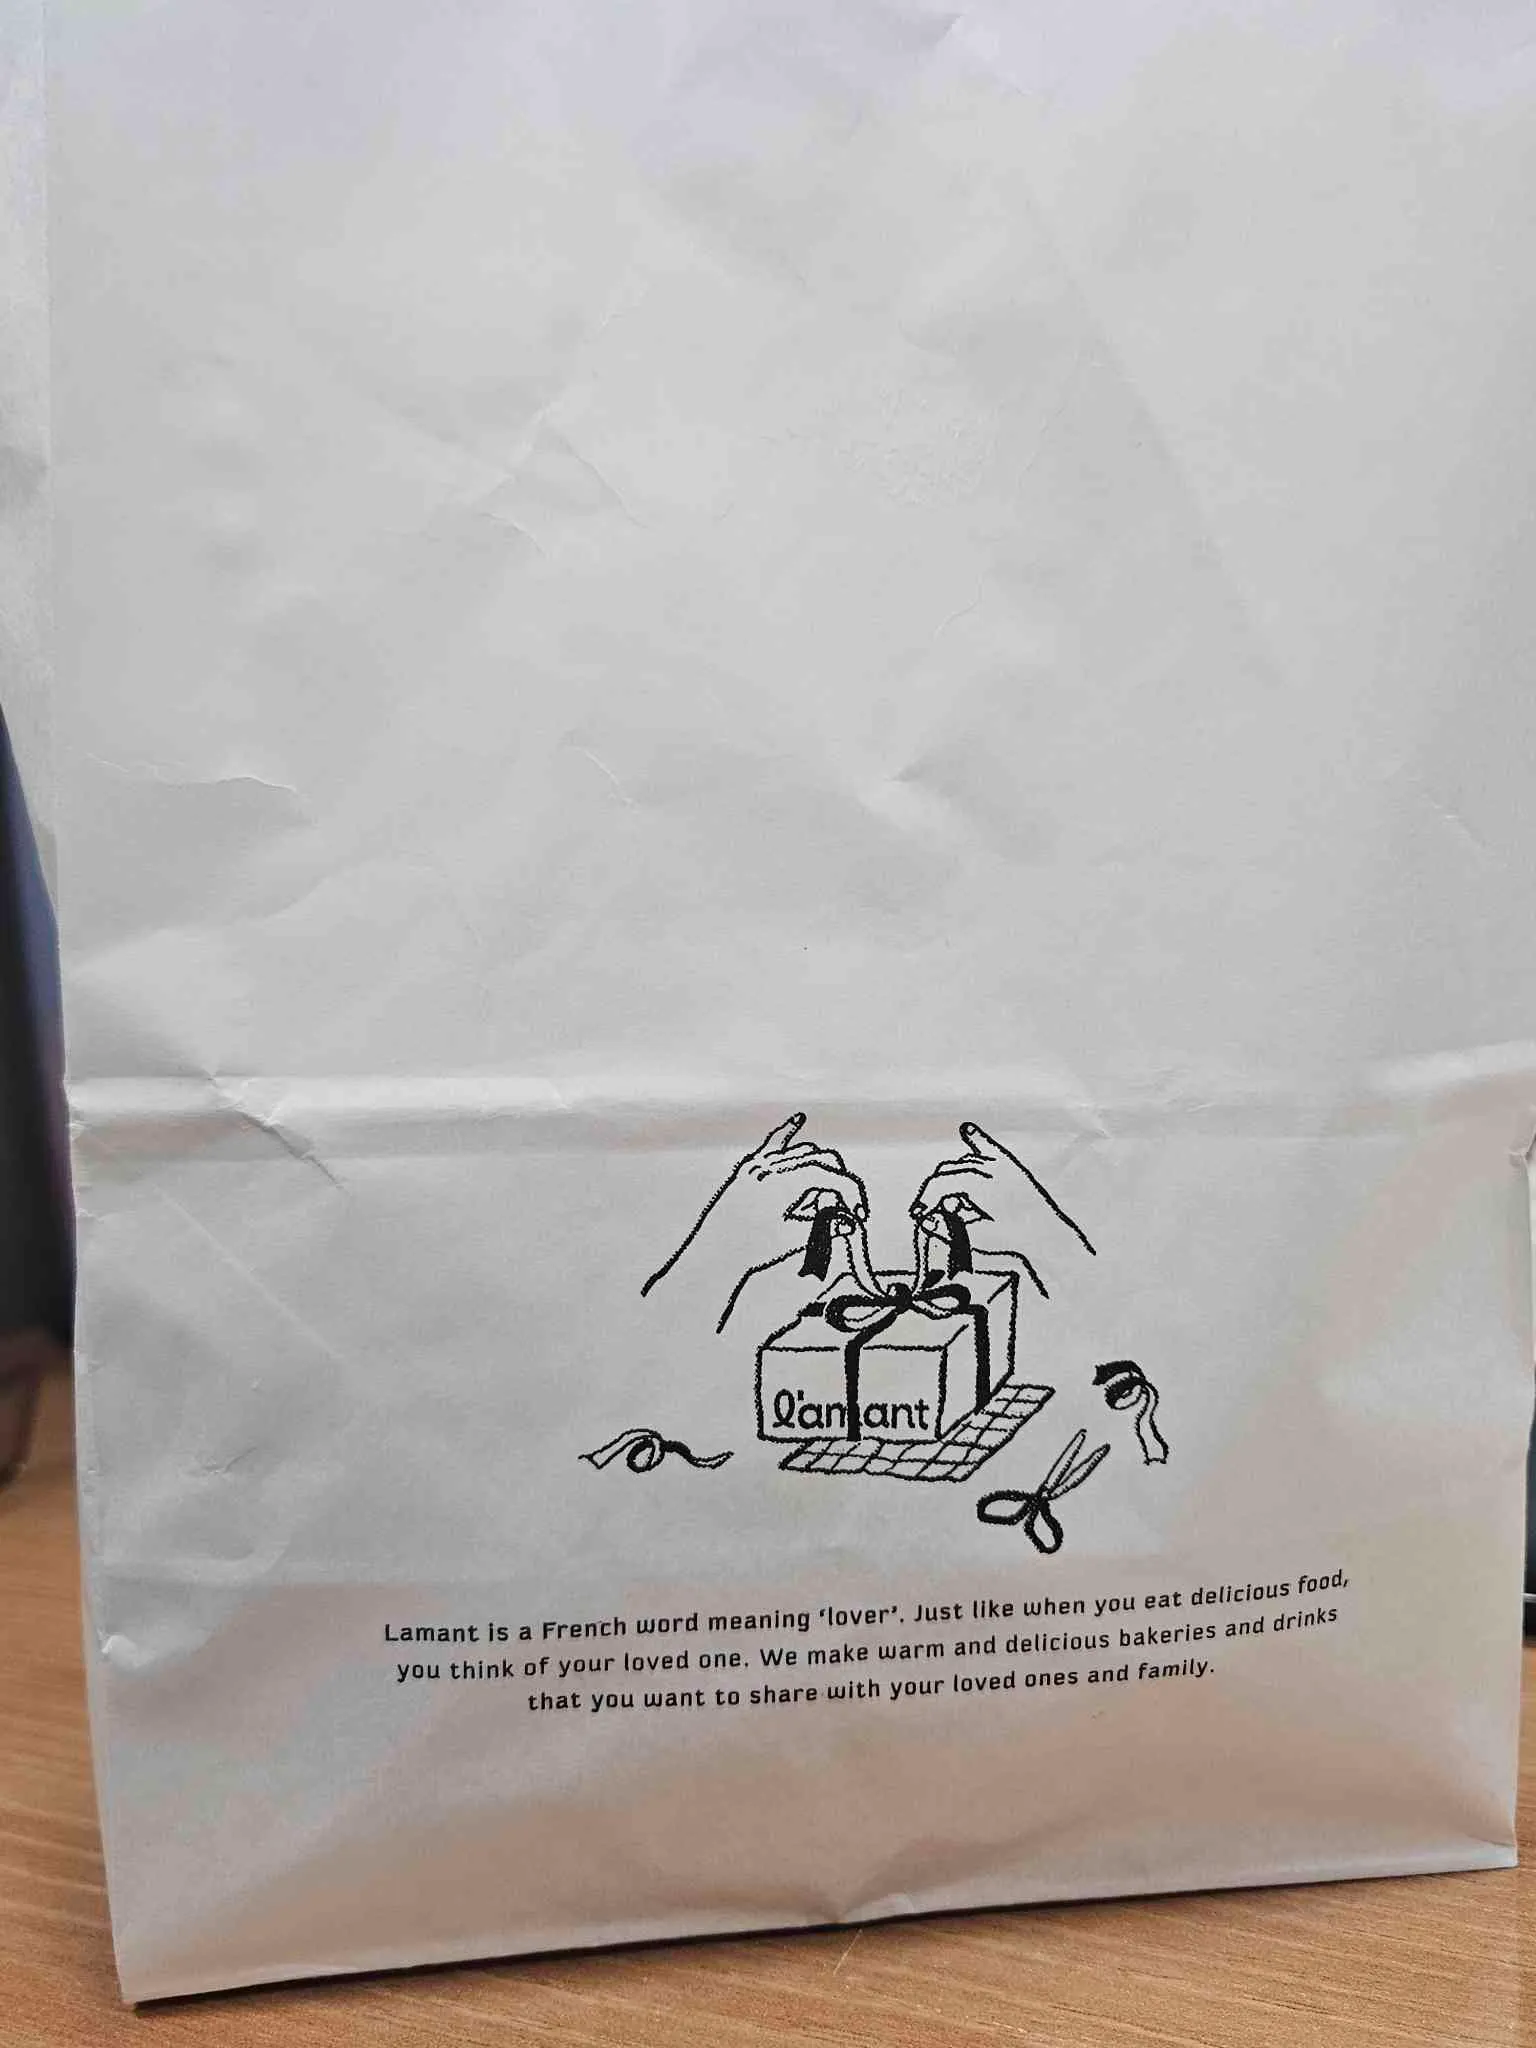 l'amant
Lamant is a French word meaning ‘lover’. Just like when you eat delicious food,
you think of your loved one. We make warm and delicious bakeries and drinks
that you want to share with your loved ones and family.